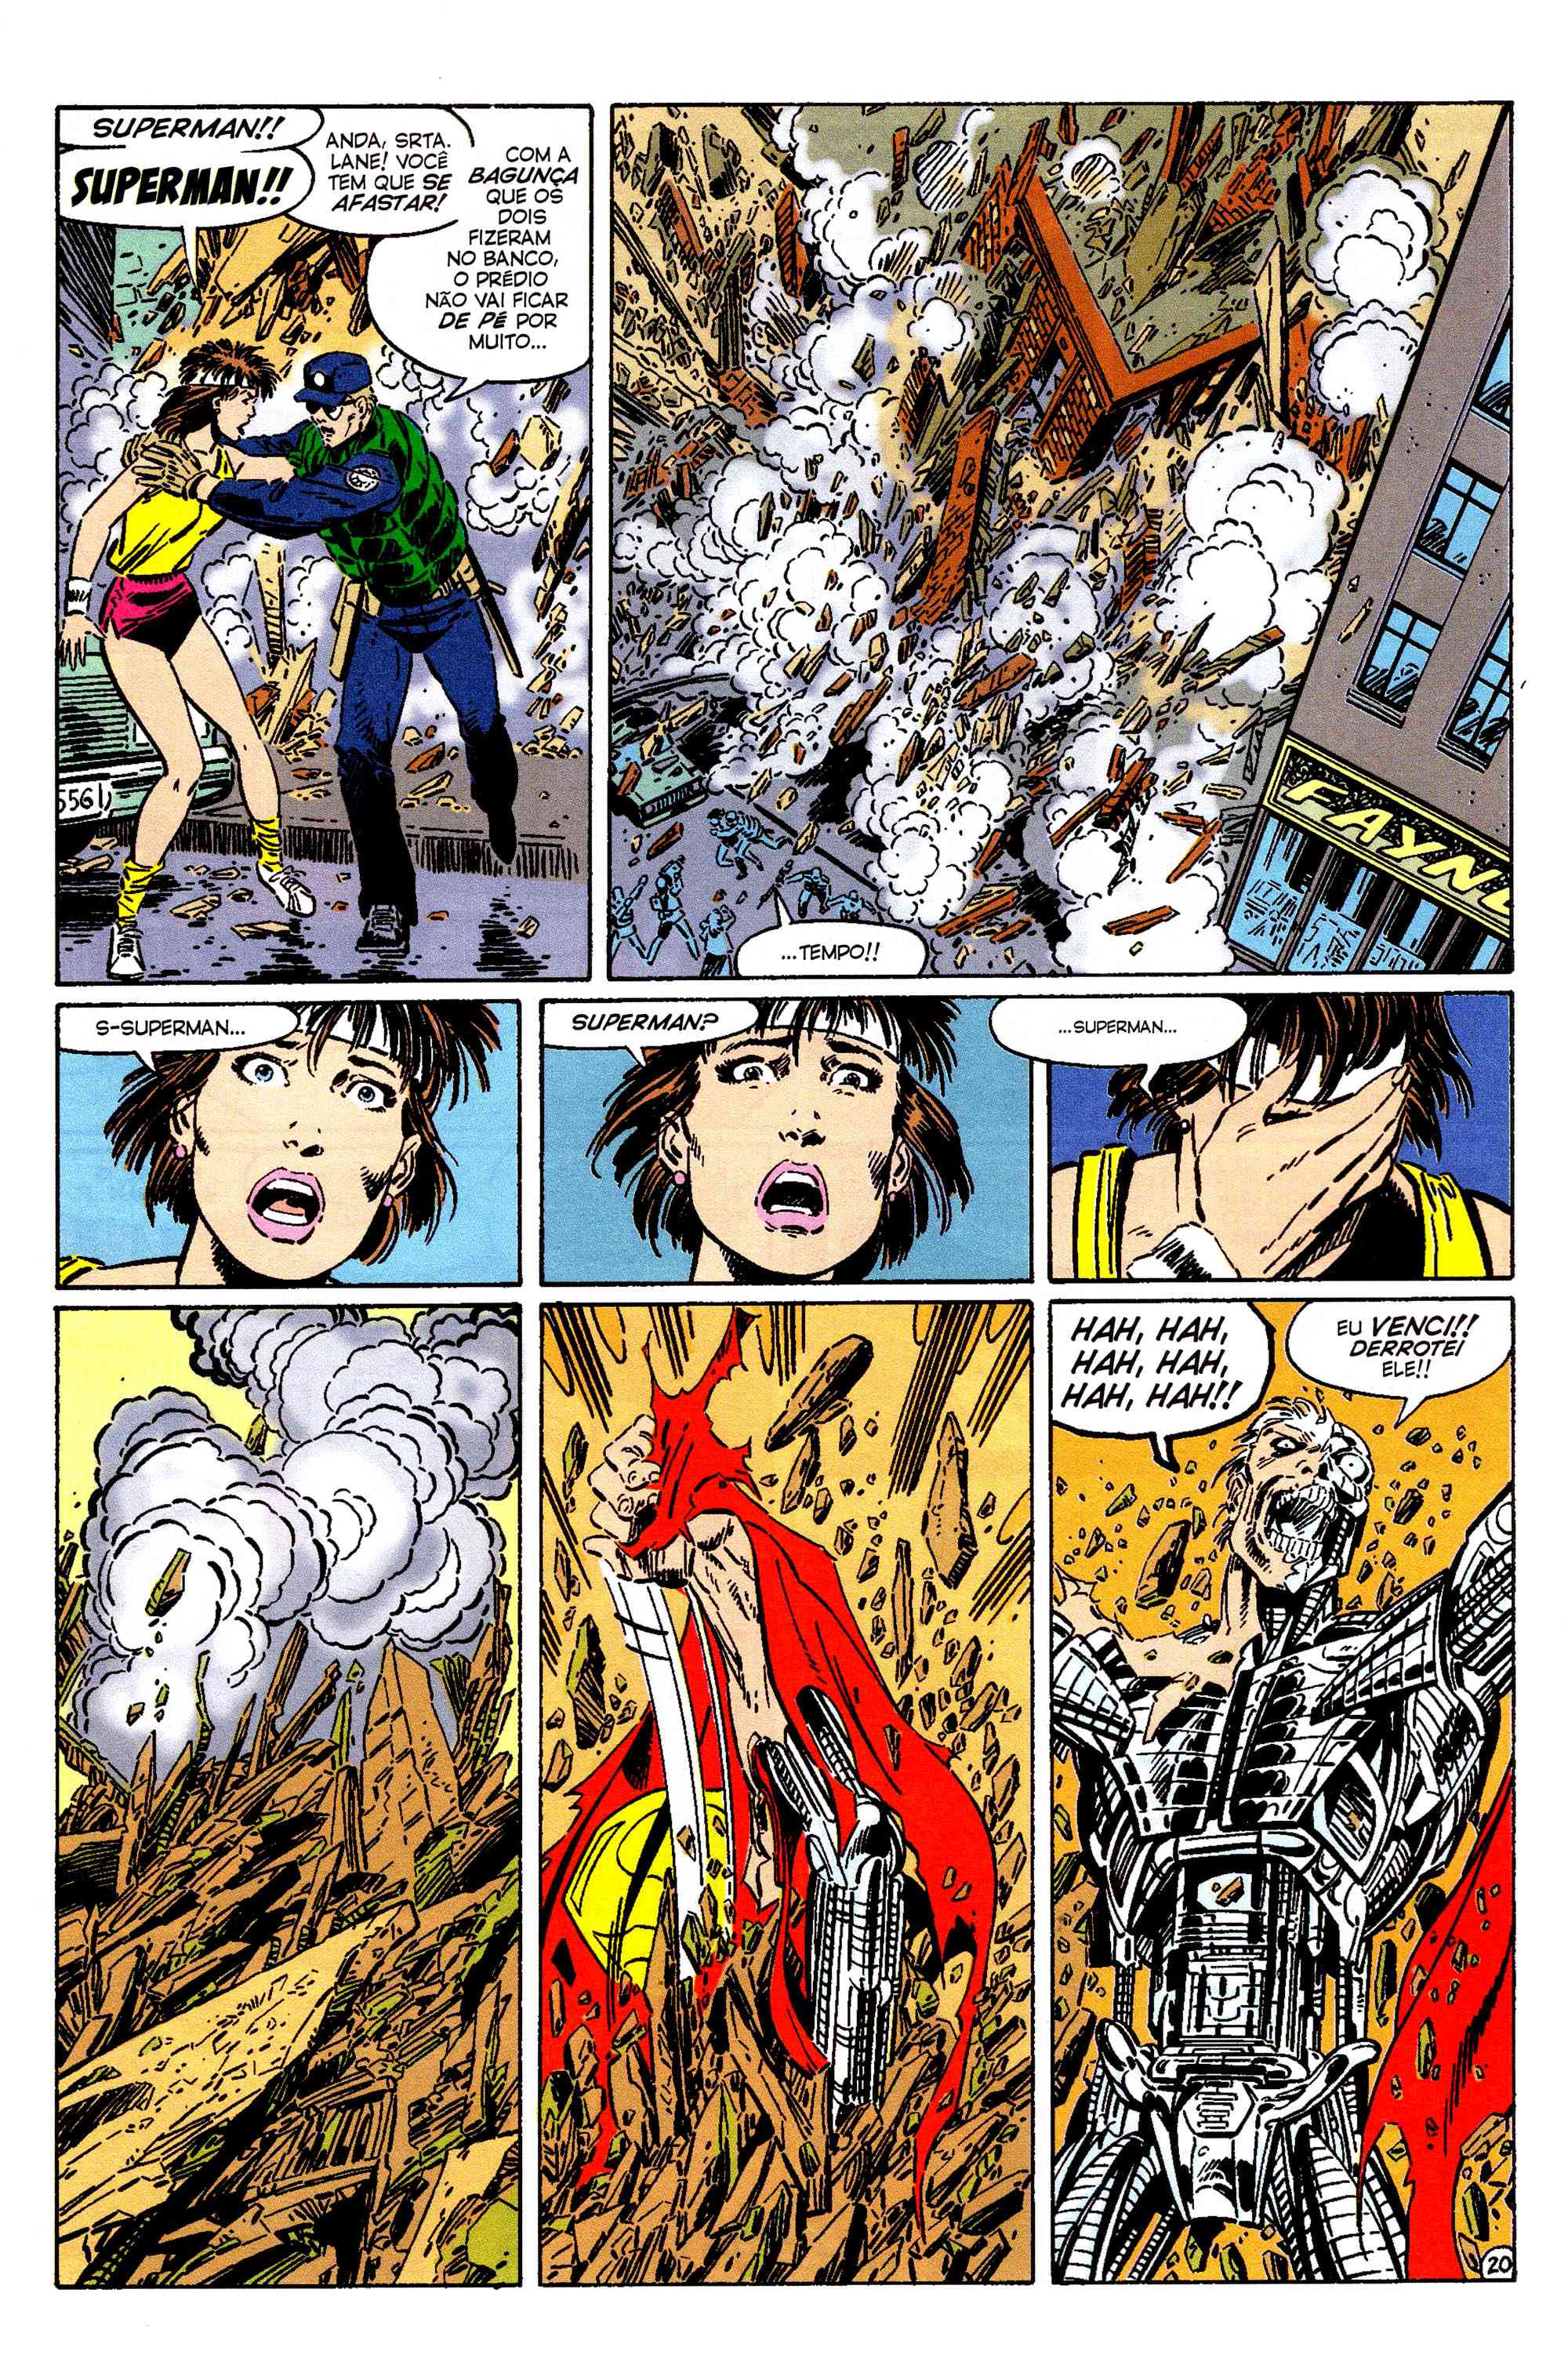 SUPERMAN!!
SUPERMAN!!
ANDA, SRTA.
LANE! VOCÊ
TEM QUE SE
AFASTAR!
COM A
BAGUNÇA
QUE OS
DOIS
FIZERAM
NO BANCO,
O PRÉDIO
NÃO VAI FICAR
DE PÉ POR
MUITO...
5561
FAYN
...TEMPO!!
S-SUPERMAN...
SUPERMAN?
...SUPERMAN...
HAH, HAH,
HAH, HAH,
HAH, HAH!!
EU VENCI!!
DERROTEI
ELE!!
20